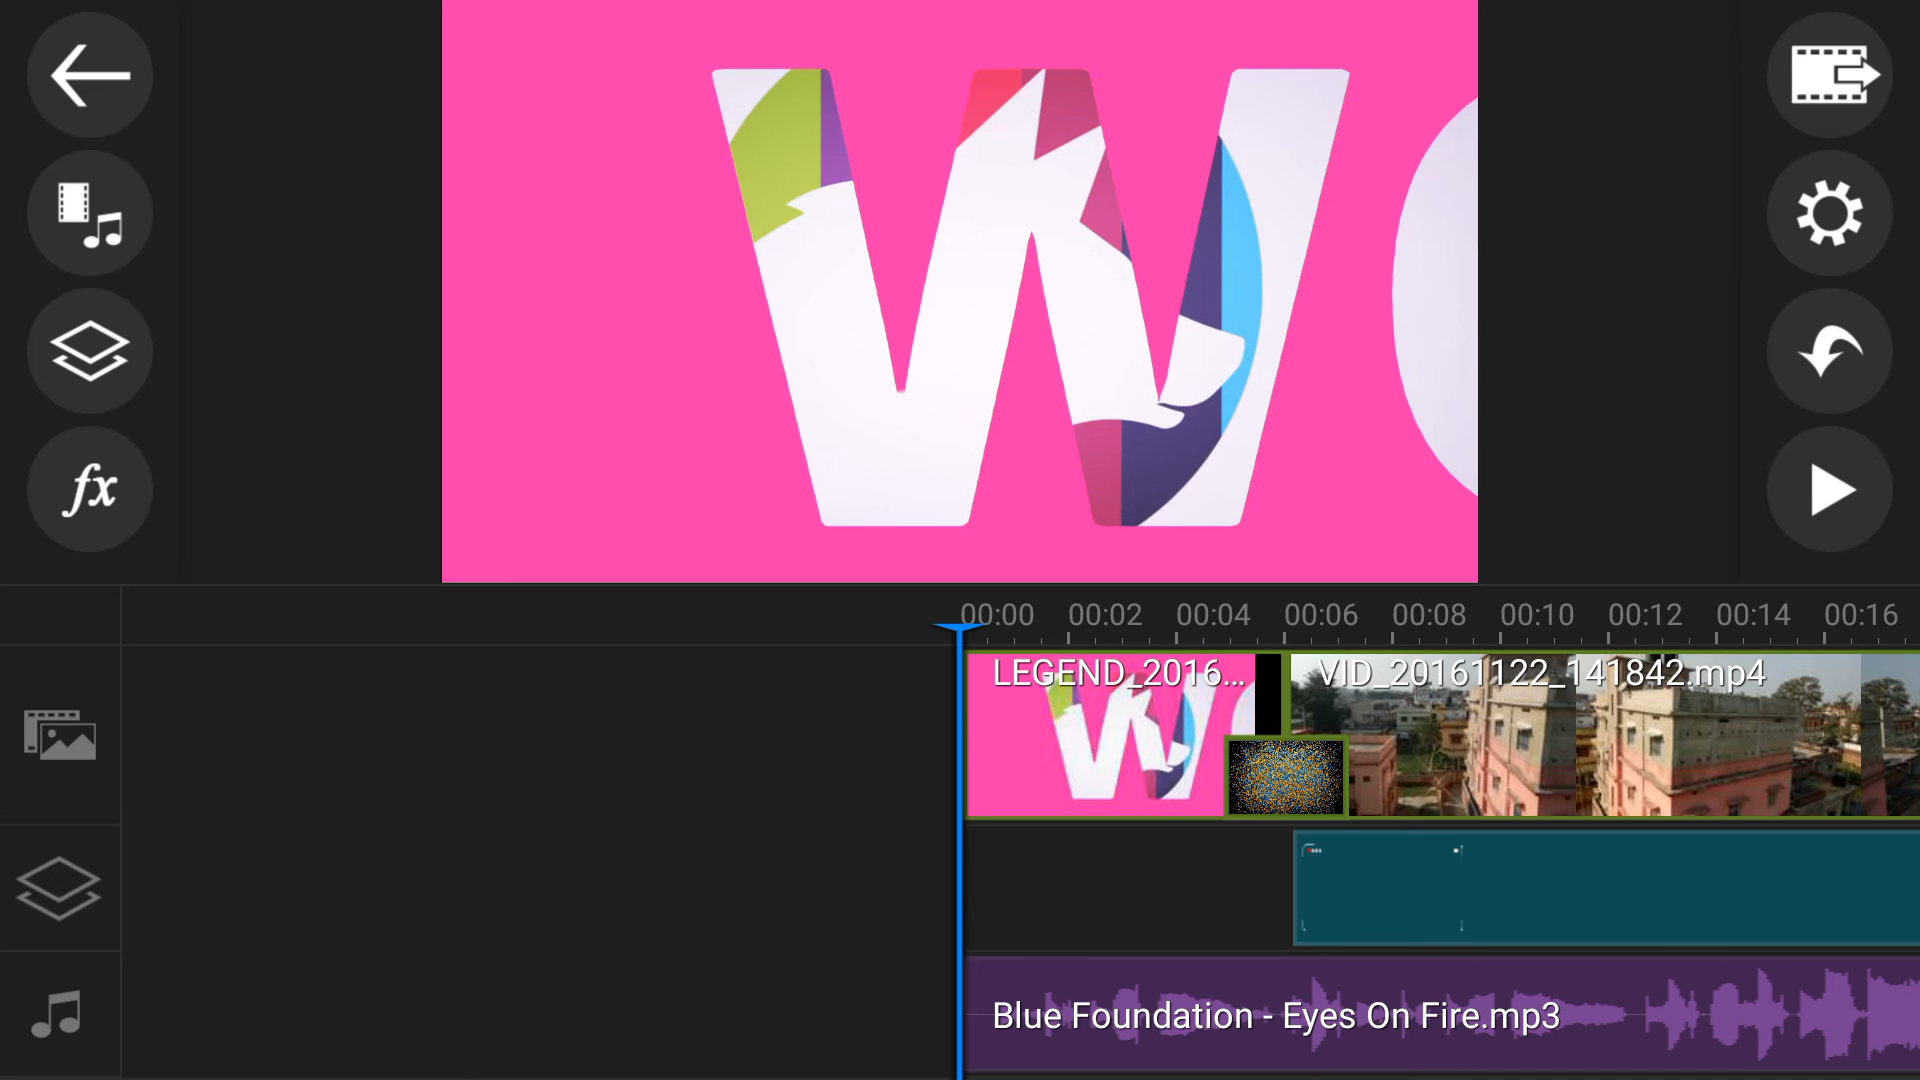 W
fx
00:00 00:02 00:04 00:06 00:08 00:10 00:12 00:14 00:16
LEGEND_2016... VID_20161122_141842.mp4
Blue Foundation - Eyes On Fire.mp3